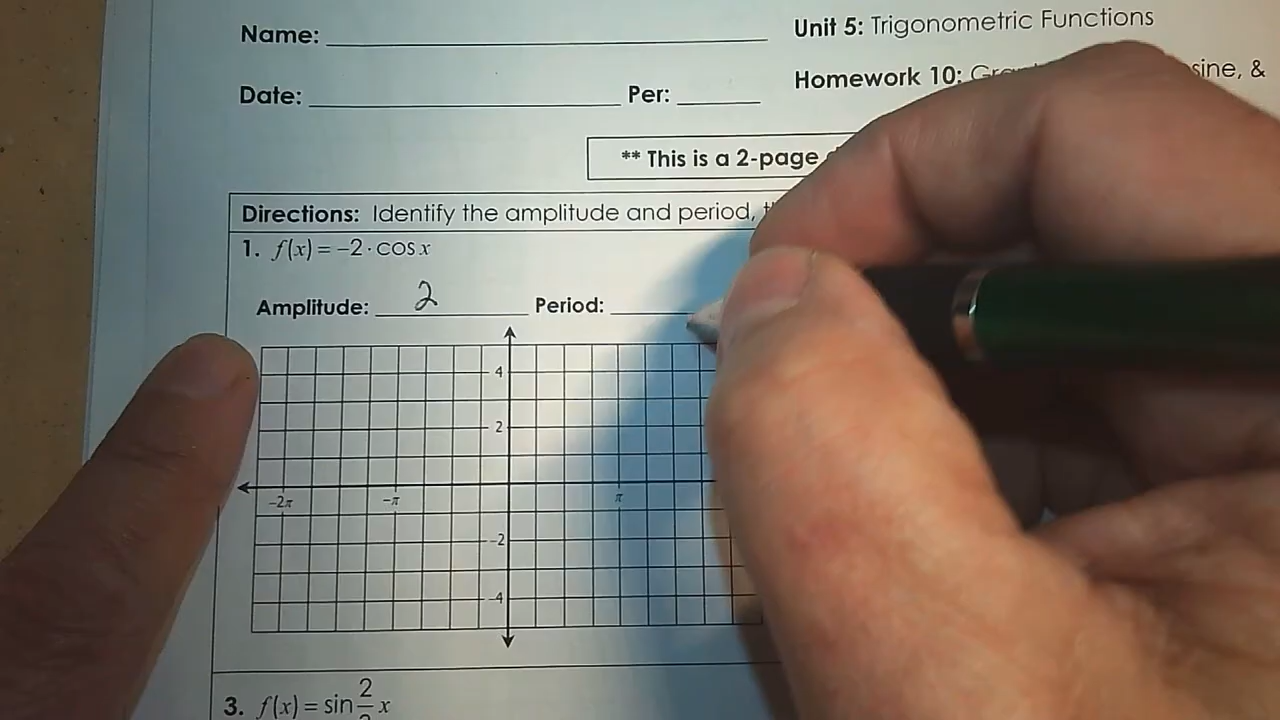 Name:
Unit 5: Trigonometric Functions
Date:
Per:
Homework 10:
sine, &
** This is a 2-page
Directions: Identify the amplitude and period,
1. f(x) = −2 · cos x
Amplitude: 2
Period:
4
2
−2π
−π
π
−2
−4
3. f(x) = sin 2 x